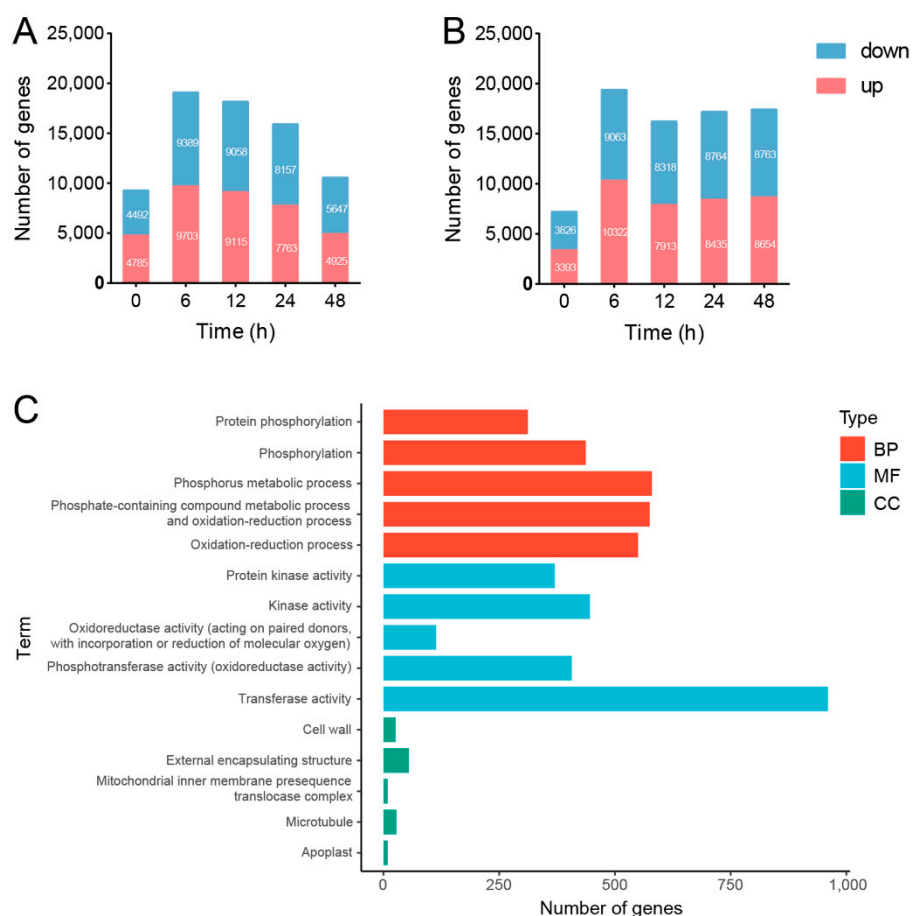 A
25,000
20,000
15,000
10,000
5,000
0
Number of genes
9389
9058
8157
4492
5647
9703
9115
7763
4785
4925
0 6 12 24 48
Time (h)
B
25,000
20,000
15,000
10,000
5,000
0
Number of genes
9063
8318
8764
8763
3826
10322
7913
8435
8654
3393
0 6 12 24 48
Time (h)
down
up
C
Term
Protein phosphorylation
Phosphorylation
Phosphorus metabolic process
Phosphate-containing compound metabolic process
and oxidation-reduction process
Oxidation-reduction process
Protein kinase activity
Kinase activity
Oxidoreductase activity (acting on paired donors,
with incorporation or reduction of molecular oxygen)
Phosphotransferase activity (oxidoreductase activity)
Transferase activity
Cell wall
External encapsulating structure
Mitochondrial inner membrane presequence
translocase complex
Microtubule
Apoplast
0 250 500 750 1,000
Number of genes
Type
BP
MF
CC